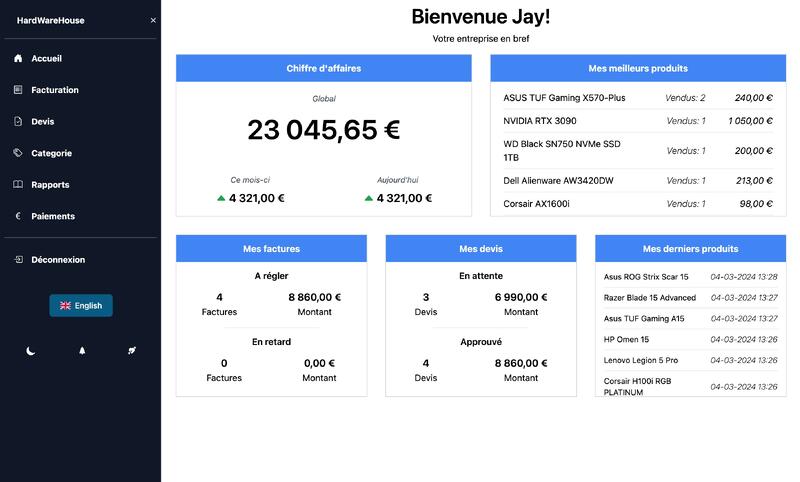 HardWareHouse ×
Accueil
Facturation
Devis
Categorie
Rapports
Paiements
Déconnexion
English
Bienvenue Jay!
Votre entreprise en bref
Chiffre d'affaires
Global
23 045,65 €
Ce mois-ci Aujourd'hui
4 321,00 € 4 321,00 €
Mes meilleurs produits
ASUS TUF Gaming X570-Plus Vendus: 2 240,00 €
NVIDIA RTX 3090 Vendus: 1 1 050,00 €
WD Black SN750 NVMe SSD
1TB Vendus: 1 200,00 €
Dell Alienware AW3420DW Vendus: 1 213,00 €
Corsair AX1600i Vendus: 1 98,00 €
Mes factures
A régler
4 8 860,00 €
Factures Montant
En retard
0 0,00 €
Factures Montant
Mes devis
En attente
3 6 990,00 €
Devis Montant
Approuvé
4 8 860,00 €
Devis Montant
Mes derniers produits
Asus ROG Strix Scar 15 04-03-2024 13:28
Razer Blade 15 Advanced 04-03-2024 13:27
Asus TUF Gaming A15 04-03-2024 13:27
HP Omen 15 04-03-2024 13:26
Lenovo Legion 5 Pro 04-03-2024 13:26
Corsair H100i RGB
PLATINUM 04-03-2024 13:26